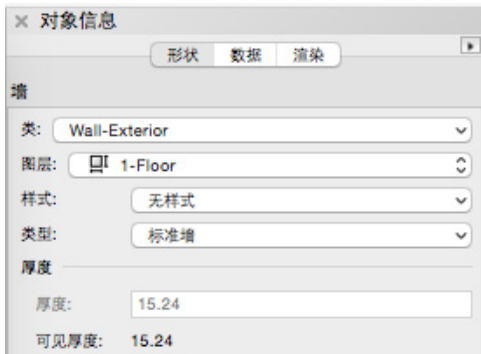 对象信息
形状 数据 渲染
墙
类: Wall-Exterior
图层: 1-Floor
样式: 无样式
类型: 标准墙
厚度
厚度: 15.24
可见厚度: 15.24